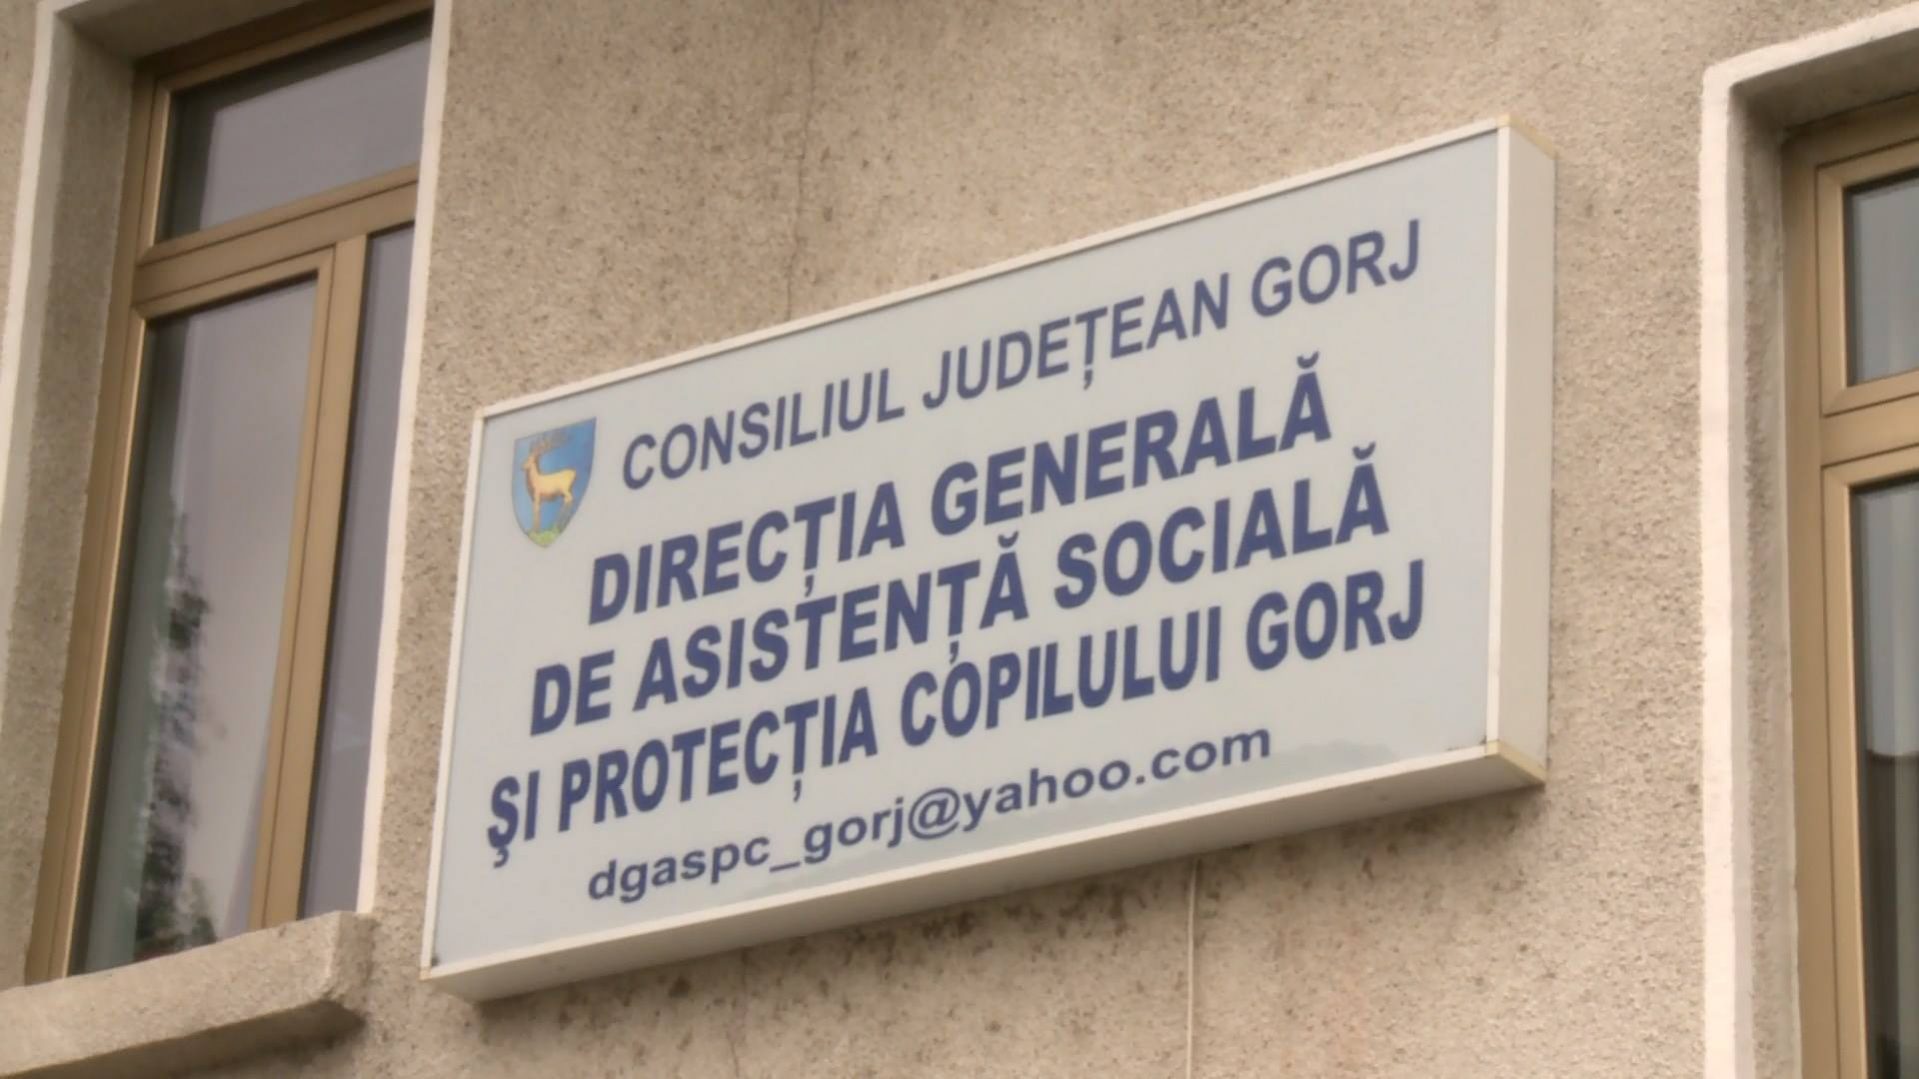 CONSILIUL JUDEȚEAN GORJ
DIRECȚIA GENERALĂ
DE ASISTENȚĂ SOCIALĂ
ŞI PROTECȚIA COPILULUI GORJ
dgaspc_gorj@yahoo.com